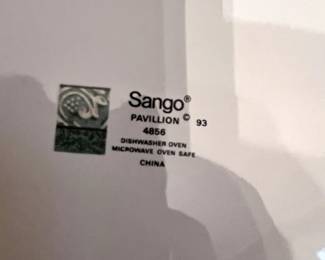 Sango®
PAVILLION © 93
4856
DISHWASHER OVEN
MICROWAVE OVEN SAFE
CHINA